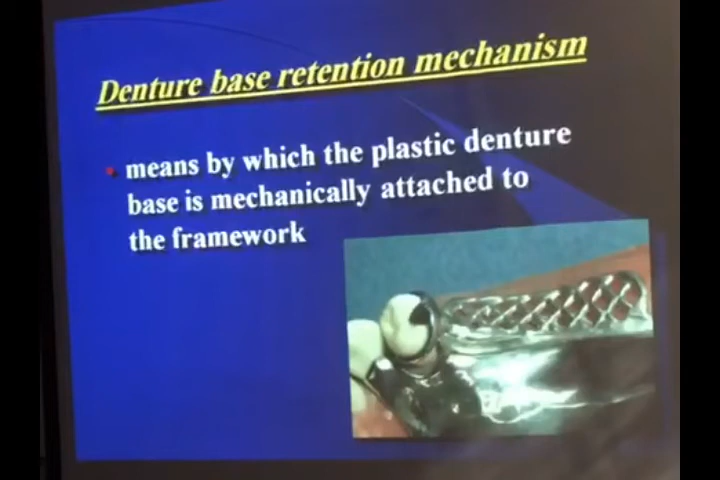 Denture base retention mechanism
means by which the plastic denture
base is mechanically attached to
the framework